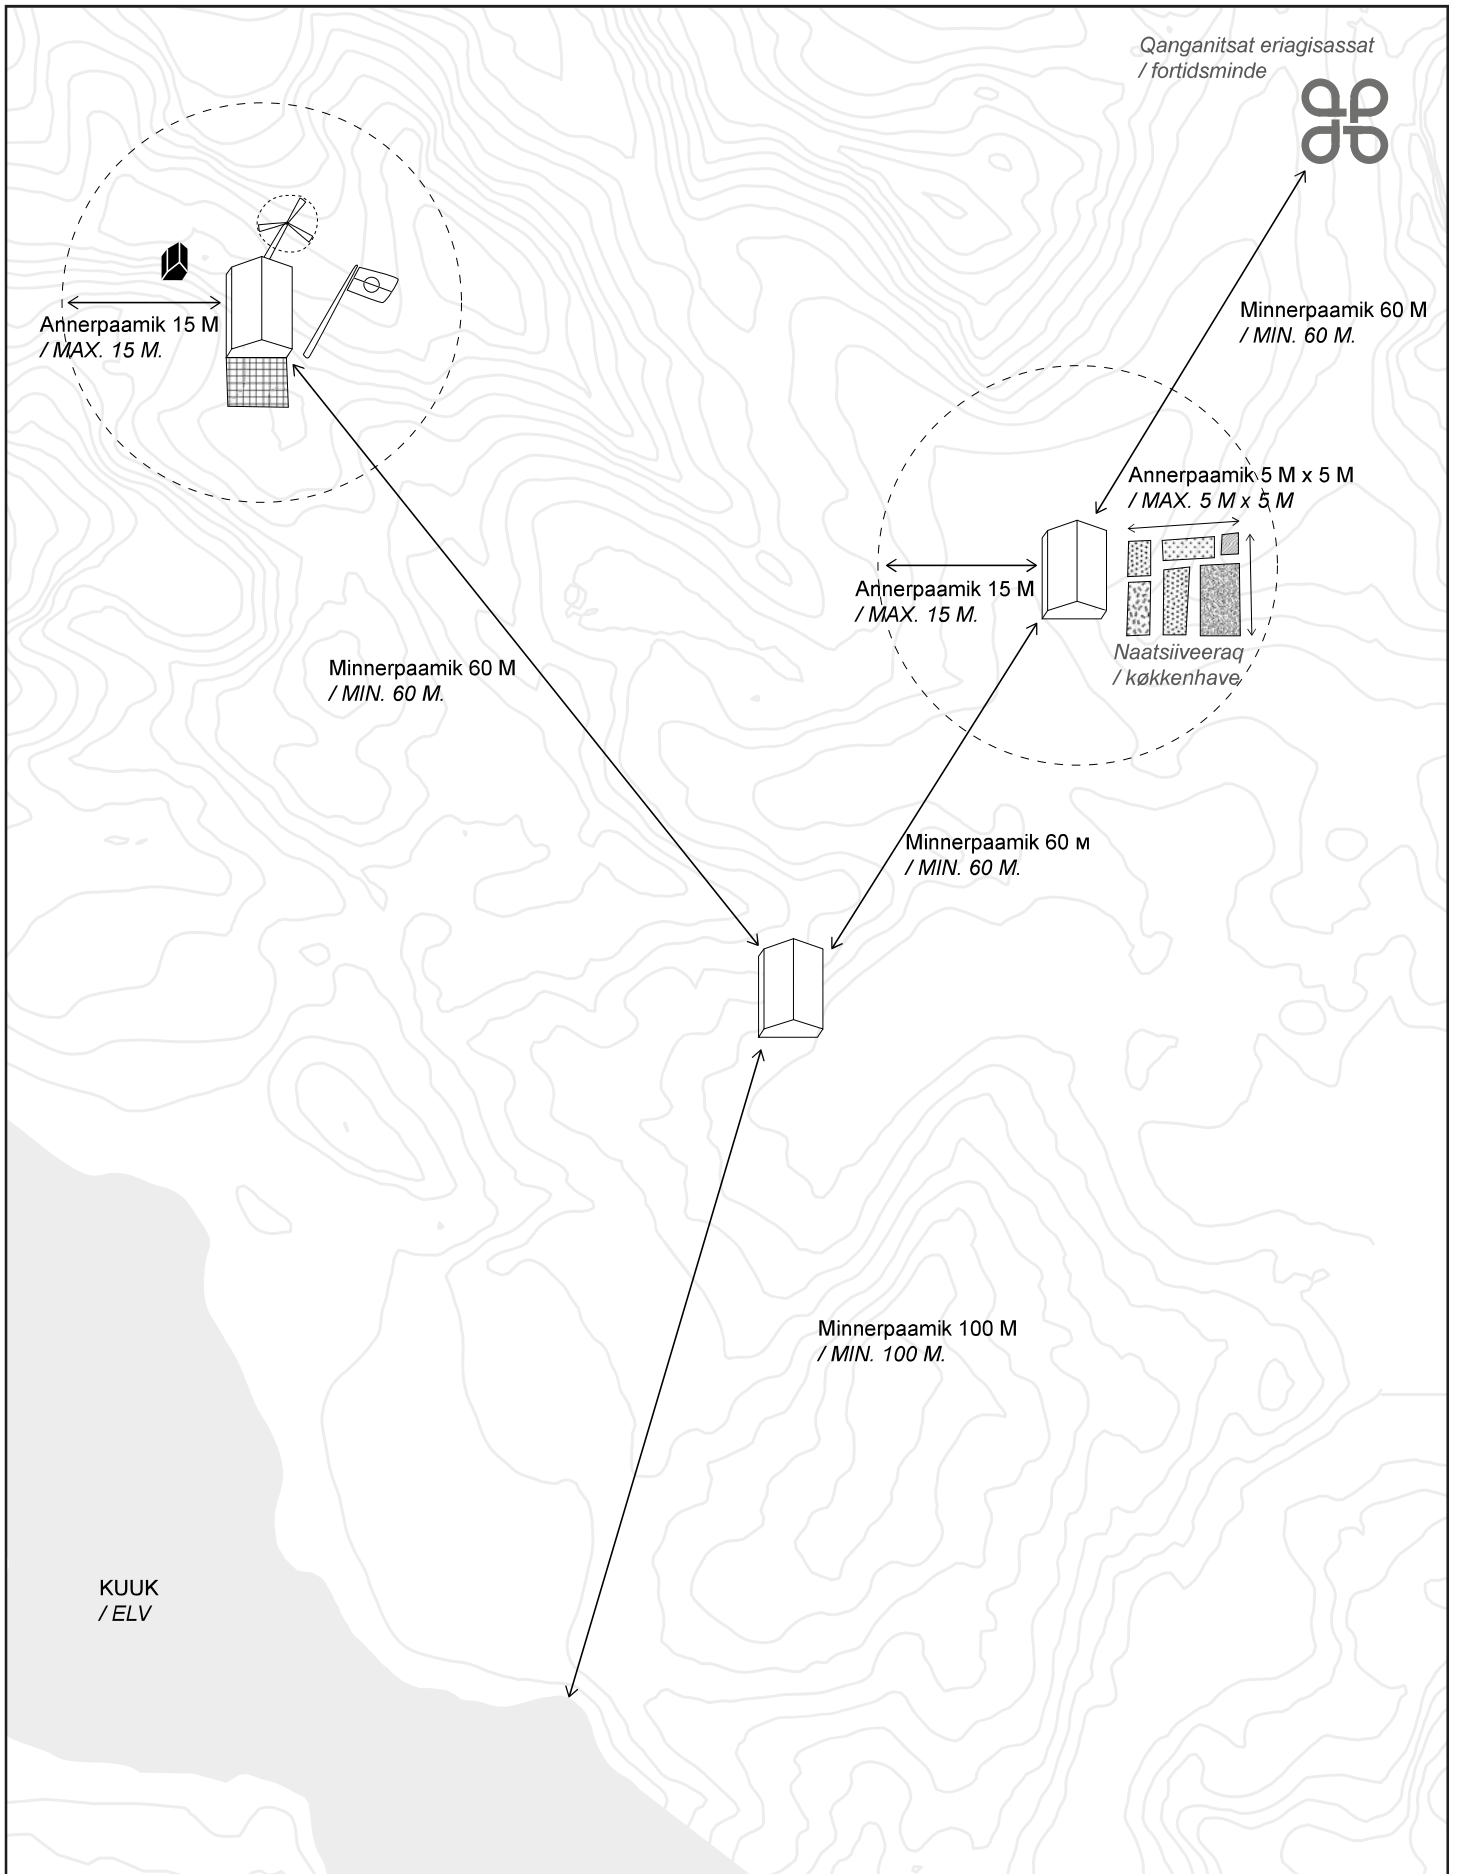 Qanganitsat eriagisassat
/ fortidsminde
Annerpaamik 15 M
/ MAX. 15 M.
Minnerpaamik 60 M
/ MIN. 60 M.
Annerpaamik 5 M x 5 M
/ MAX. 5 M x 5 M
Annerpaamik 15 M
/ MAX. 15 M.
Naatsiiveeraq
/ køkkenhave
Minnerpaamik 60 M
/ MIN. 60 M.
Minnerpaamik 60 м
/ MIN. 60 M.
Minnerpaamik 100 M
/ MIN. 100 M.
KUUK
/ ELV